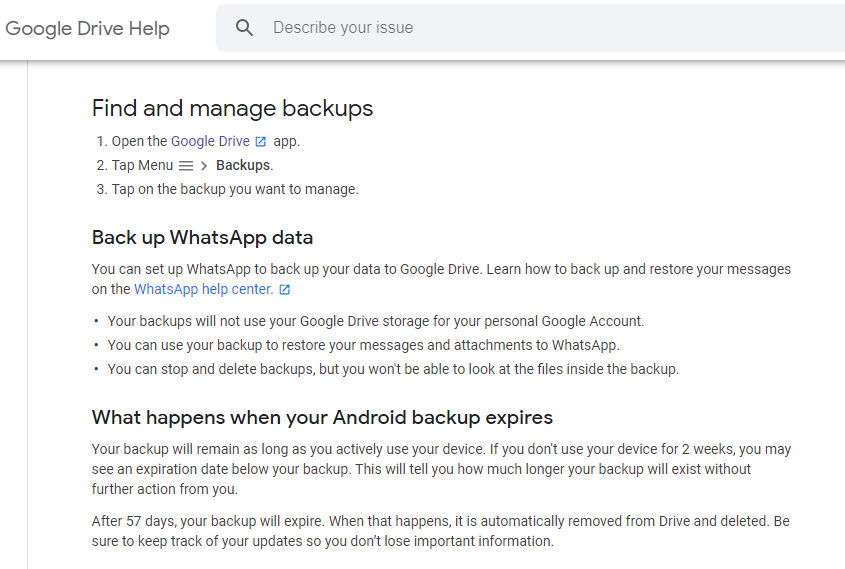 Google Drive Help
Describe your issue
Find and manage backups
1. Open the Google Drive app.
2. Tap Menu > Backups.
3. Tap on the backup you want to manage.
Back up WhatsApp data
You can set up WhatsApp to back up your data to Google Drive. Learn how to back up and restore your messages
on the WhatsApp help center.
• Your backups will not use your Google Drive storage for your personal Google Account.
• You can use your backup to restore your messages and attachments to WhatsApp.
• You can stop and delete backups, but you won't be able to look at the files inside the backup.
What happens when your Android backup expires
Your backup will remain as long as you actively use your device. If you don't use your device for 2 weeks, you may
see an expiration date below your backup. This will tell you how much longer your backup will exist without
further action from you.
After 57 days, your backup will expire. When that happens, it is automatically removed from Drive and deleted. Be
sure to keep track of your updates so you don’t lose important information.